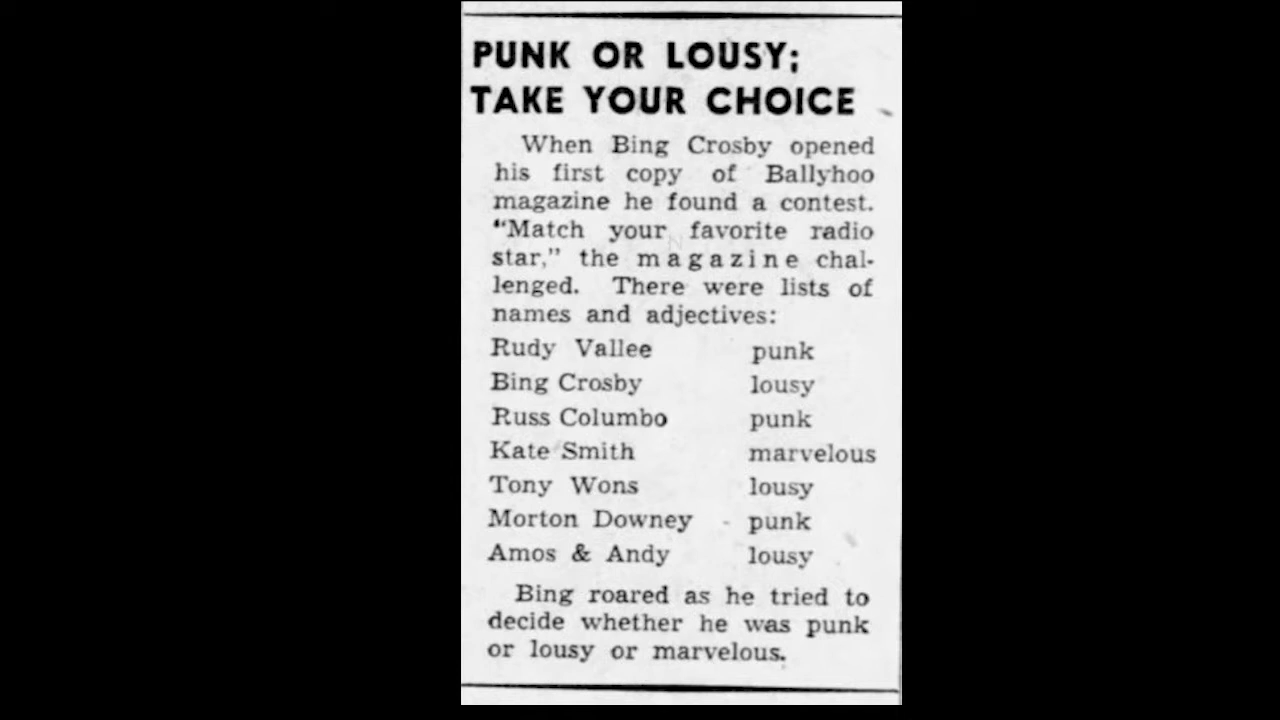 PUNK OR LOUSY;
TAKE YOUR CHOICE
When Bing Crosby opened
his first copy of Ballyhoo
magazine he found a contest.
"Match your favorite radio
star," the magazine chal-
lenged. There were lists of
names and adjectives:
Rudy Vallee punk
Bing Crosby lousy
Russ Columbo punk
Kate Smith marvelous
Tony Wons lousy
Morton Downey punk
Amos & Andy lousy
Bing roared as he tried to
decide whether he was punk
or lousy or marvelous.